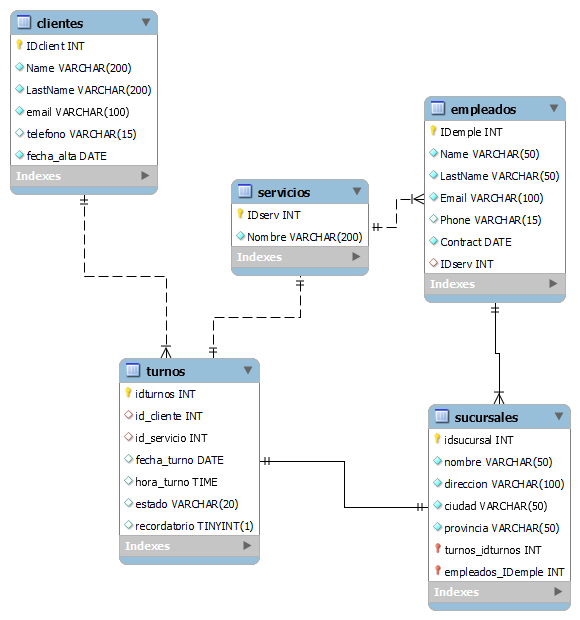 clientes
IDclient INT
Name VARCHAR(200)
LastName VARCHAR(200)
email VARCHAR(100)
telefono VARCHAR(15)
fecha_alta DATE
Indexes
servicios
IDserv INT
Nombre VARCHAR(200)
Indexes
empleados
IDemple INT
Name VARCHAR(50)
LastName VARCHAR(50)
Email VARCHAR(100)
Phone VARCHAR(15)
Contract DATE
IDserv INT
Indexes
turnos
idturnos INT
id_cliente INT
id_servicio INT
fecha_turno DATE
hora_turno TIME
estado VARCHAR(20)
recordatorio TINYINT(1)
Indexes
sucursales
idsucursal INT
nombre VARCHAR(50)
direccion VARCHAR(100)
ciudad VARCHAR(50)
provincia VARCHAR(50)
turnos_idturnos INT
empleados_IDemple INT
Indexes